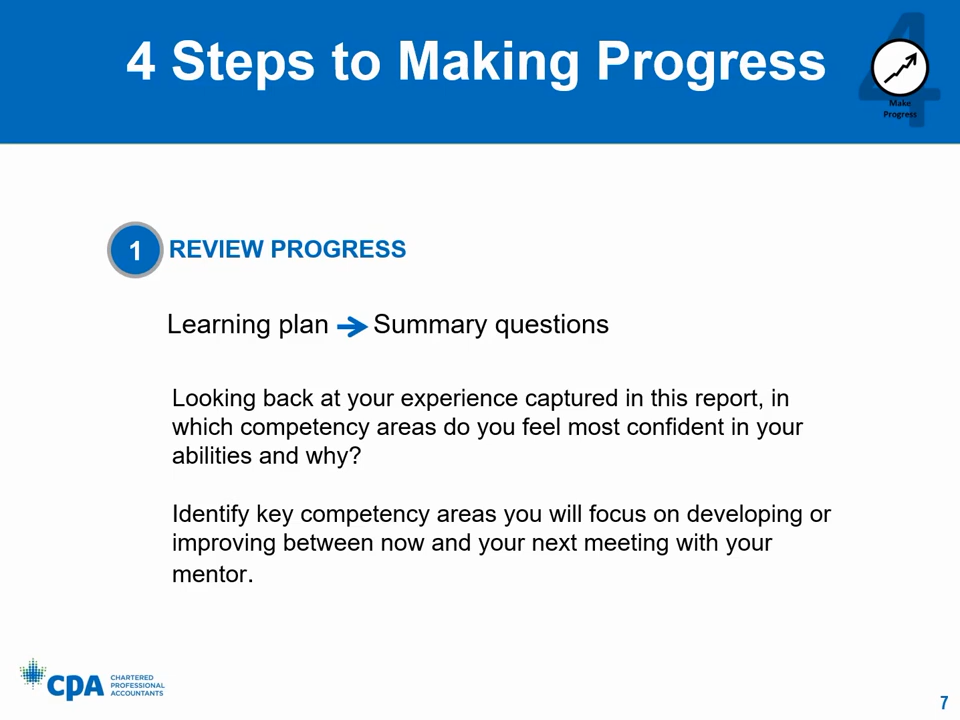 4 Steps to Making Progress
4
Make
Progress
1 REVIEW PROGRESS
Learning plan Summary questions
Looking back at your experience captured in this report, in
which competency areas do you feel most confident in your
abilities and why?
Identify key competency areas you will focus on developing or
improving between now and your next meeting with your
mentor.
CPA
CHARTERED
PROFESSIONAL
ACCOUNTANTS
7